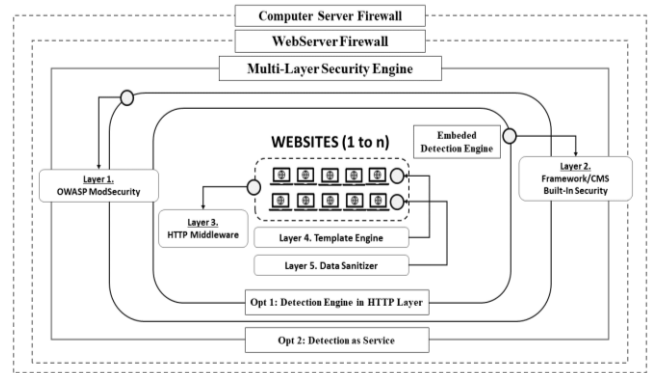 Computer Server Firewall
WebServer Firewall
Multi-Layer Security Engine
WEBSITES (1 to n)
Embeded
Detection Engine
Layer 1.
OWASP ModSecurity
Layer 2.
Framework/CMS
Built-In Security
Layer 3.
HTTP Middleware
Layer 4. Template Engine
Layer 5. Data Sanitizer
Opt 1: Detection Engine in HTTP Layer
Opt 2: Detection as Service